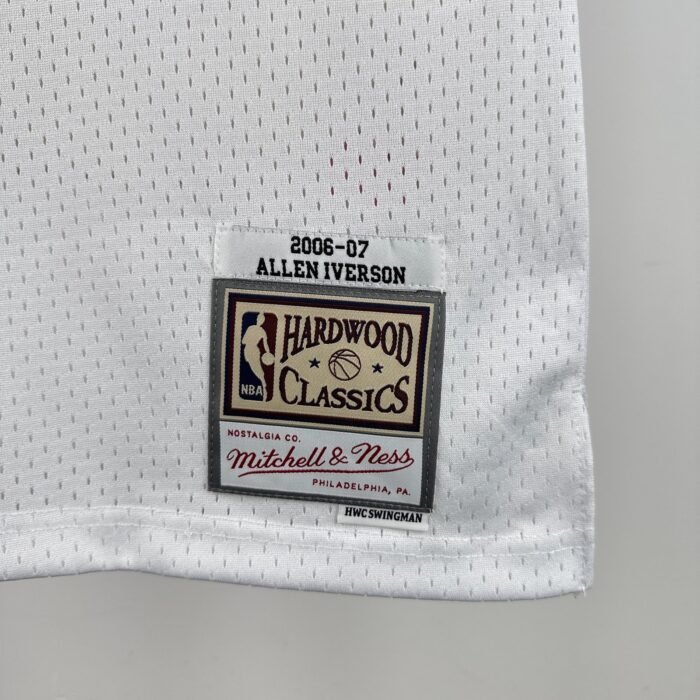 2006-07
ALLEN IVERSON
HARDWOOD
CLASSICS
NBA
NOSTALGIA CO.
Mitchell & Ness
PHILADELPHIA, PA.
HWC SWINGMAN